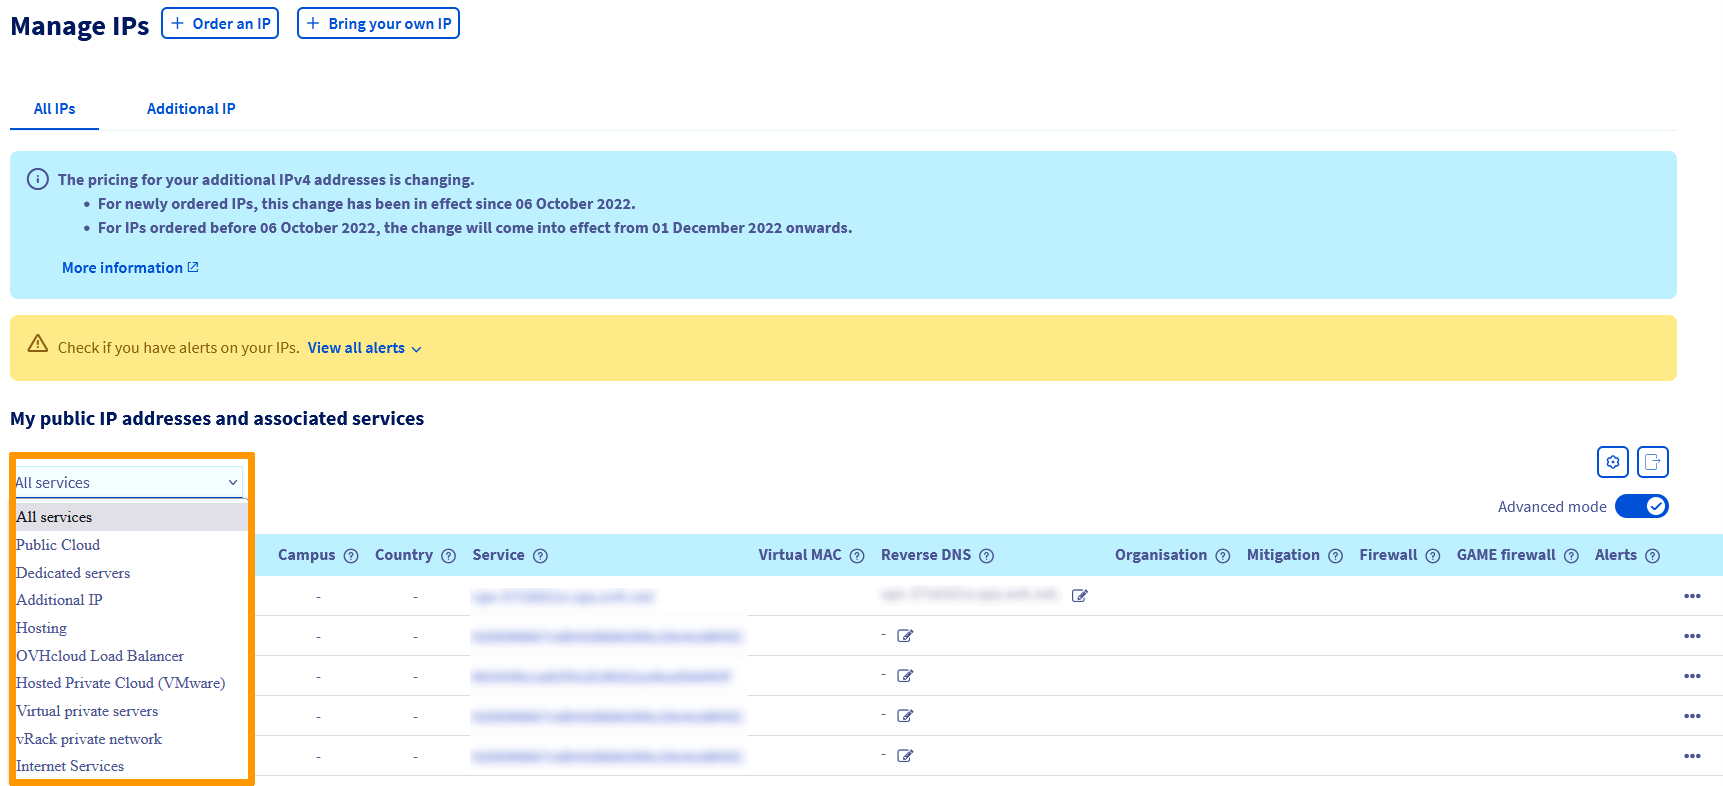 Manage IPs
+ Order an IP
+ Bring your own IP
All IPs
Additional IP
The pricing for your additional IPv4 addresses is changing.
• For newly ordered IPs, this change has been in effect since 06 October 2022.
• For IPs ordered before 06 October 2022, the change will come into effect from 01 December 2022 onwards.
More information
Check if you have alerts on your IPs. View all alerts
My public IP addresses and associated services
All services
Advanced mode
All services
Public Cloud
Dedicated servers
Additional IP
Hosting
OVHcloud Load Balancer
Hosted Private Cloud (VMware)
Virtual private servers
vRack private network
Internet Services
Campus Country Service Virtual MAC Reverse DNS Organisation Mitigation Firewall GAME firewall Alerts
- -
- - -
- - -
- - -
- - -